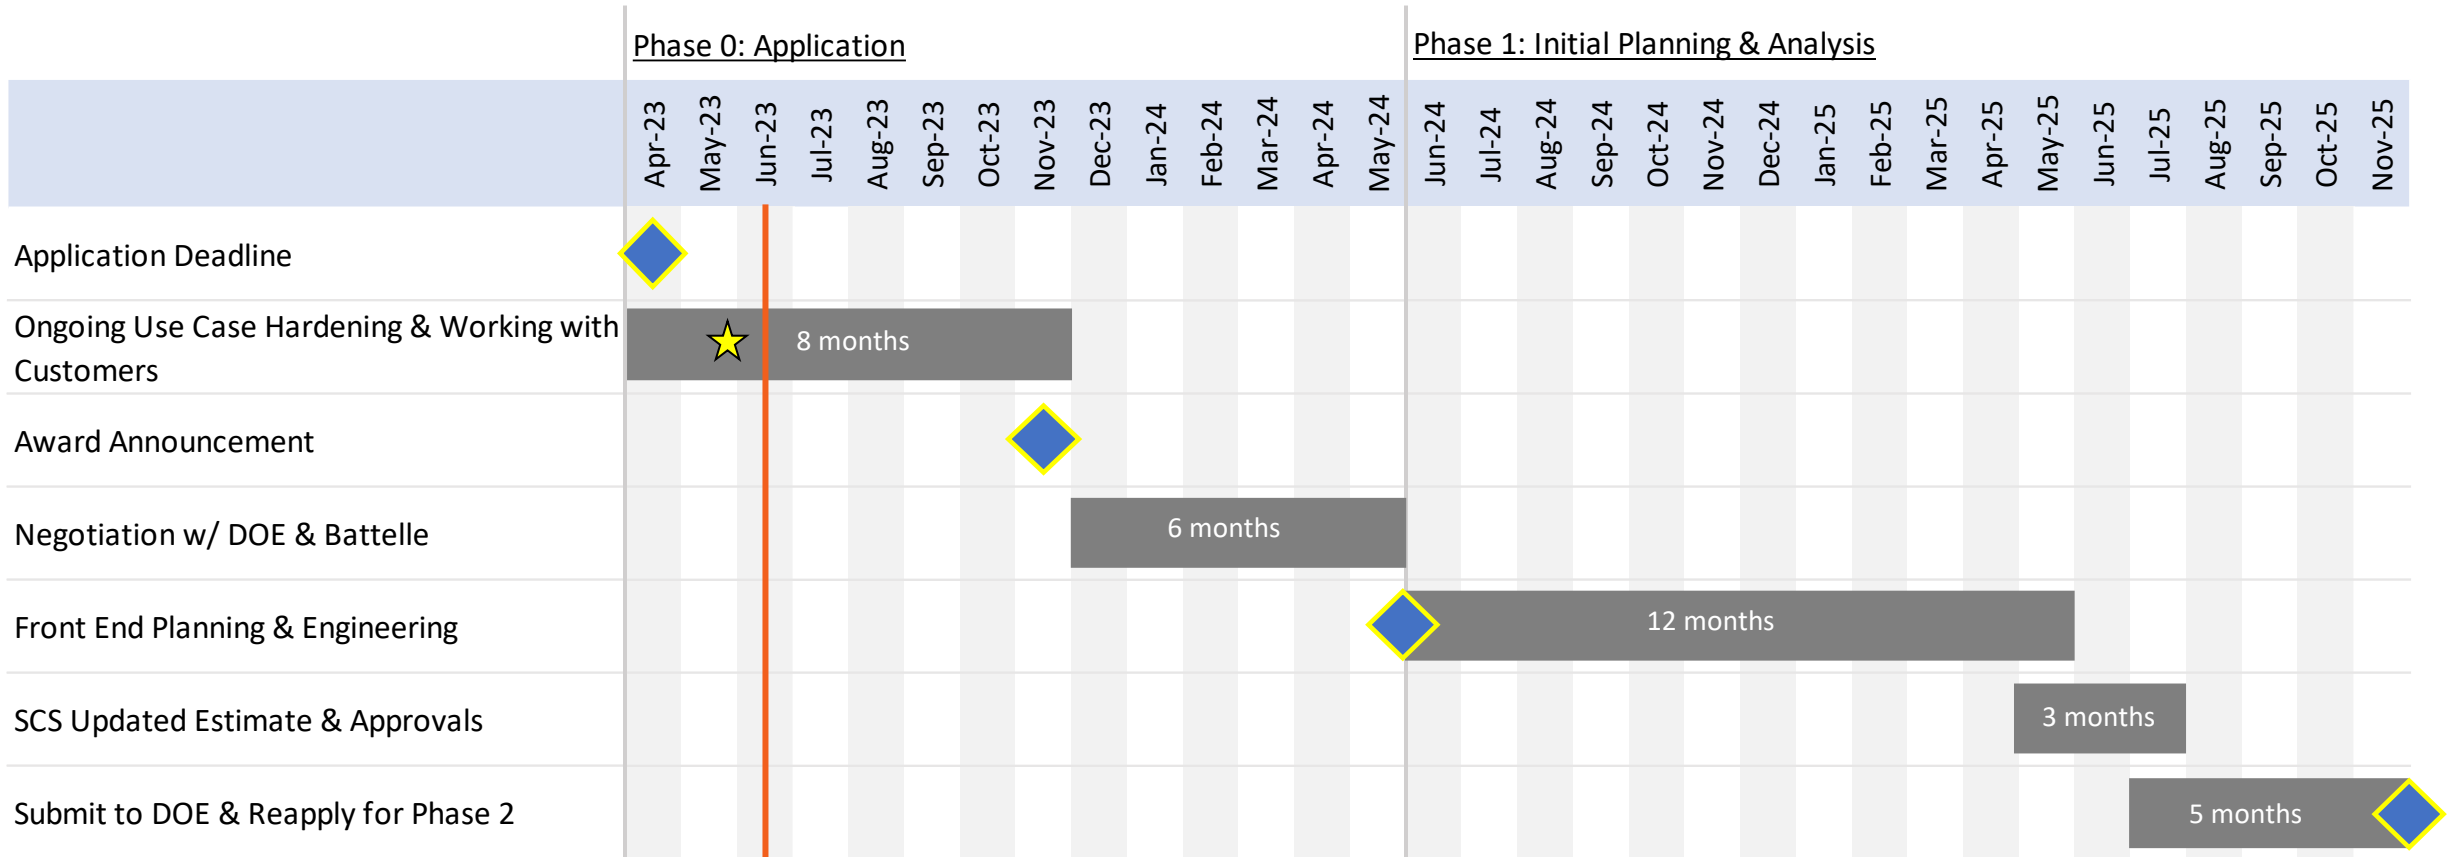 Phase 0: Application
Phase 1: Initial Planning & Analysis
Apr-23
May-23
Jun-23
Jul-23
Aug-23
Sep-23
Oct-23
Nov-23
Dec-23
Jan-24
Feb-24
Mar-24
Apr-24
May-24
Jun-24
Jul-24
Aug-24
Sep-24
Oct-24
Nov-24
Dec-24
Jan-25
Feb-25
Mar-25
Apr-25
May-25
Jun-25
Jul-25
Aug-25
Sep-25
Oct-25
Nov-25
Application Deadline
Ongoing Use Case Hardening & Working with
Customers
8 months
Award Announcement
Negotiation w/ DOE & Battelle
6 months
Front End Planning & Engineering
12 months
SCS Updated Estimate & Approvals
3 months
Submit to DOE & Reapply for Phase 2
5 months